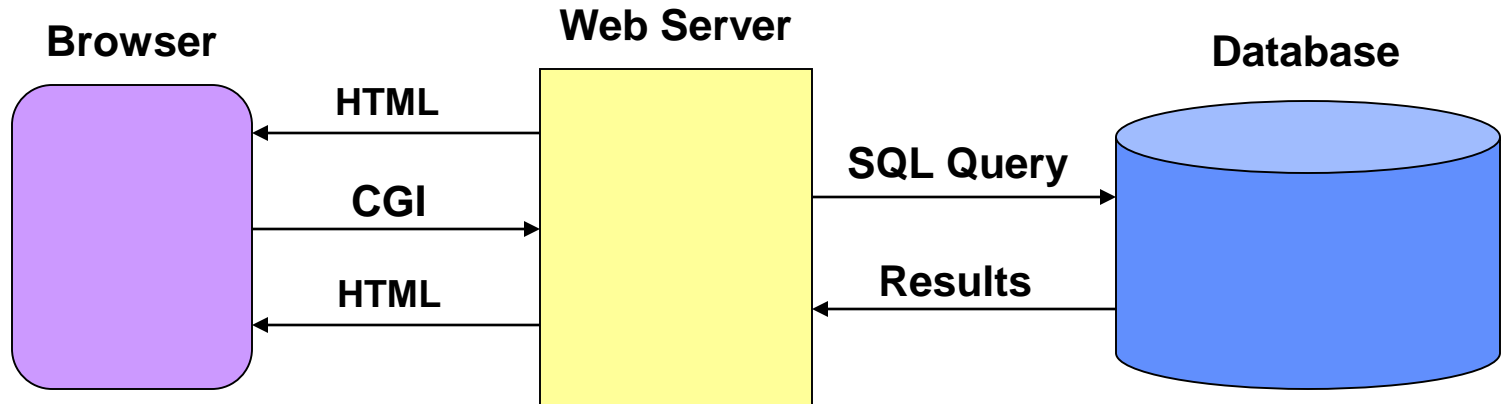 Browser
Web Server
Database
HTML
CGI
HTML
SQL Query
Results